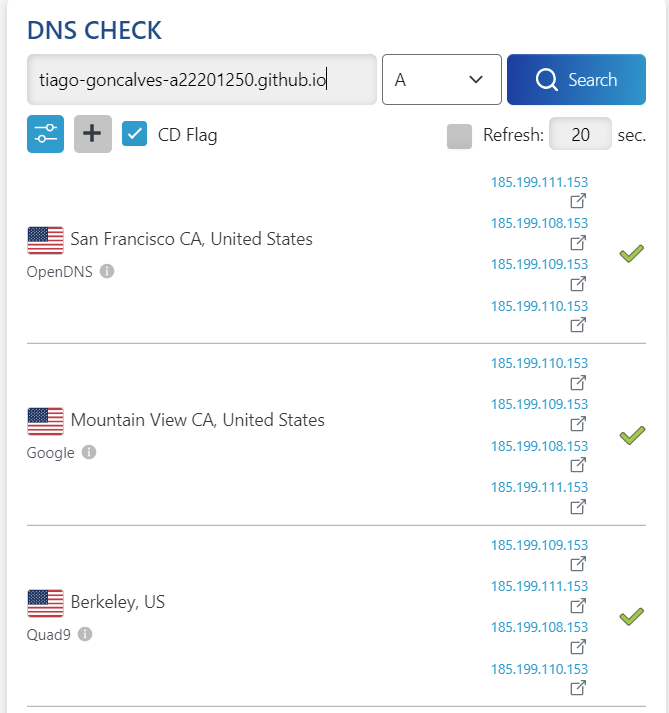 DNS CHECK
tiago-goncalves-a22201250.github.io
A
Search
CD Flag
Refresh: 20 sec.
185.199.111.153
185.199.108.153
San Francisco CA, United States
185.199.109.153
OpenDNS
185.199.110.153
185.199.110.153
185.199.109.153
Mountain View CA, United States
185.199.108.153
Google
185.199.111.153
185.199.109.153
185.199.111.153
Berkeley, US
185.199.108.153
Quad9
185.199.110.153